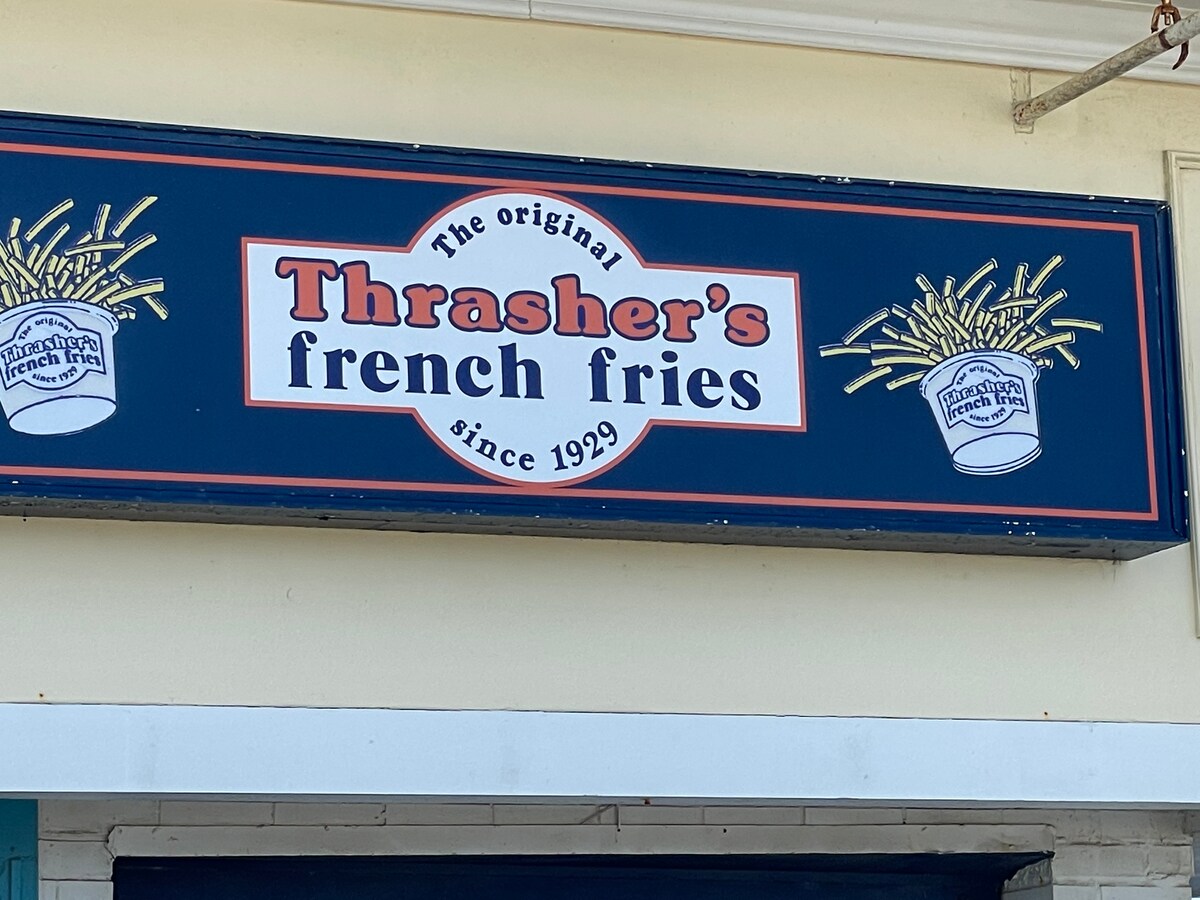 The original
Thrasher's
french fries
since 1929
The original
Thrasher's
french fries
since 1929
The original
Thrasher's
french fries
since 1929